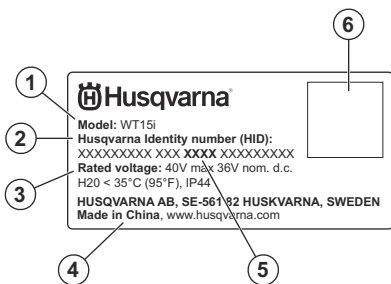 6
1
2
3
Husqvarna
Model: WT15i
Husqvarna Identity number (HID):
XXXXXXXXX XXX XXXX XXXXXXXXX
Rated voltage: 40V max 36V nom. d.c.
H20 < 35°C (95°F), IP44
HUSQVARNA AB, SE-561 82 HUSKVARNA, SWEDEN
Made in China, www.husqvarna.com
4
5